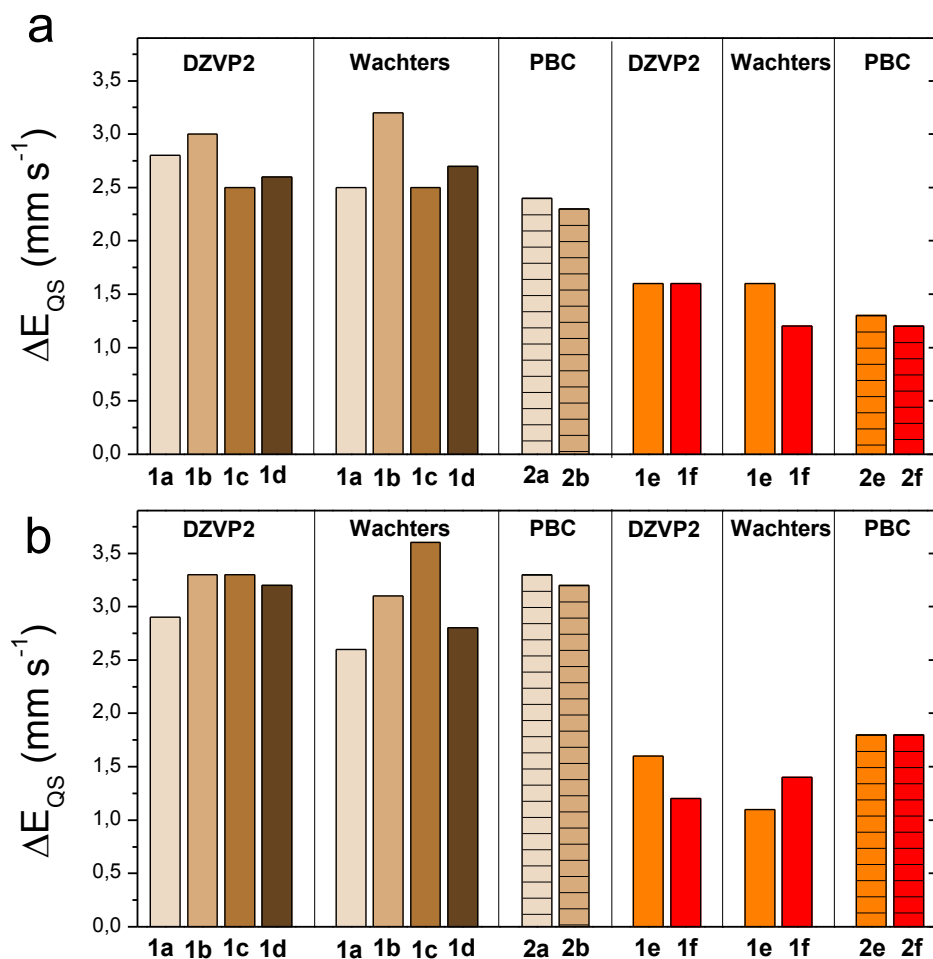 a
DZVP2 Wachters PBC DZVP2 Wachters PBC
3,5
3,0
2,5
2,0
1,5
1,0
0,5
0,0
ΔE_QS (mm s⁻¹)
1a 1b 1c 1d 1a 1b 1c 1d 2a 2b 1e 1f 1e 1f 2e 2f
b
DZVP2 Wachters PBC DZVP2 Wachters PBC
3,5
3,0
2,5
2,0
1,5
1,0
0,5
0,0
ΔE_QS (mm s⁻¹)
1a 1b 1c 1d 1a 1b 1c 1d 2a 2b 1e 1f 1e 1f 2e 2f